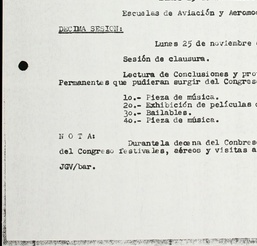 Escuelas de Aviación y Aeromo
DECIMA SESION:
Lunes 25 de noviembre
Sesión de clausura.
Lectura de Conclusiones y pro
Permanentes que pudieran surgir del Congres
1o.- Pieza de música.
2o.- Exhibición de películas
3o.- Bailables.
4o.- Pieza de música.
N O T A:
Durante la decena del
del Congreso festivales, aéreos y visitas a
JGV/bar.